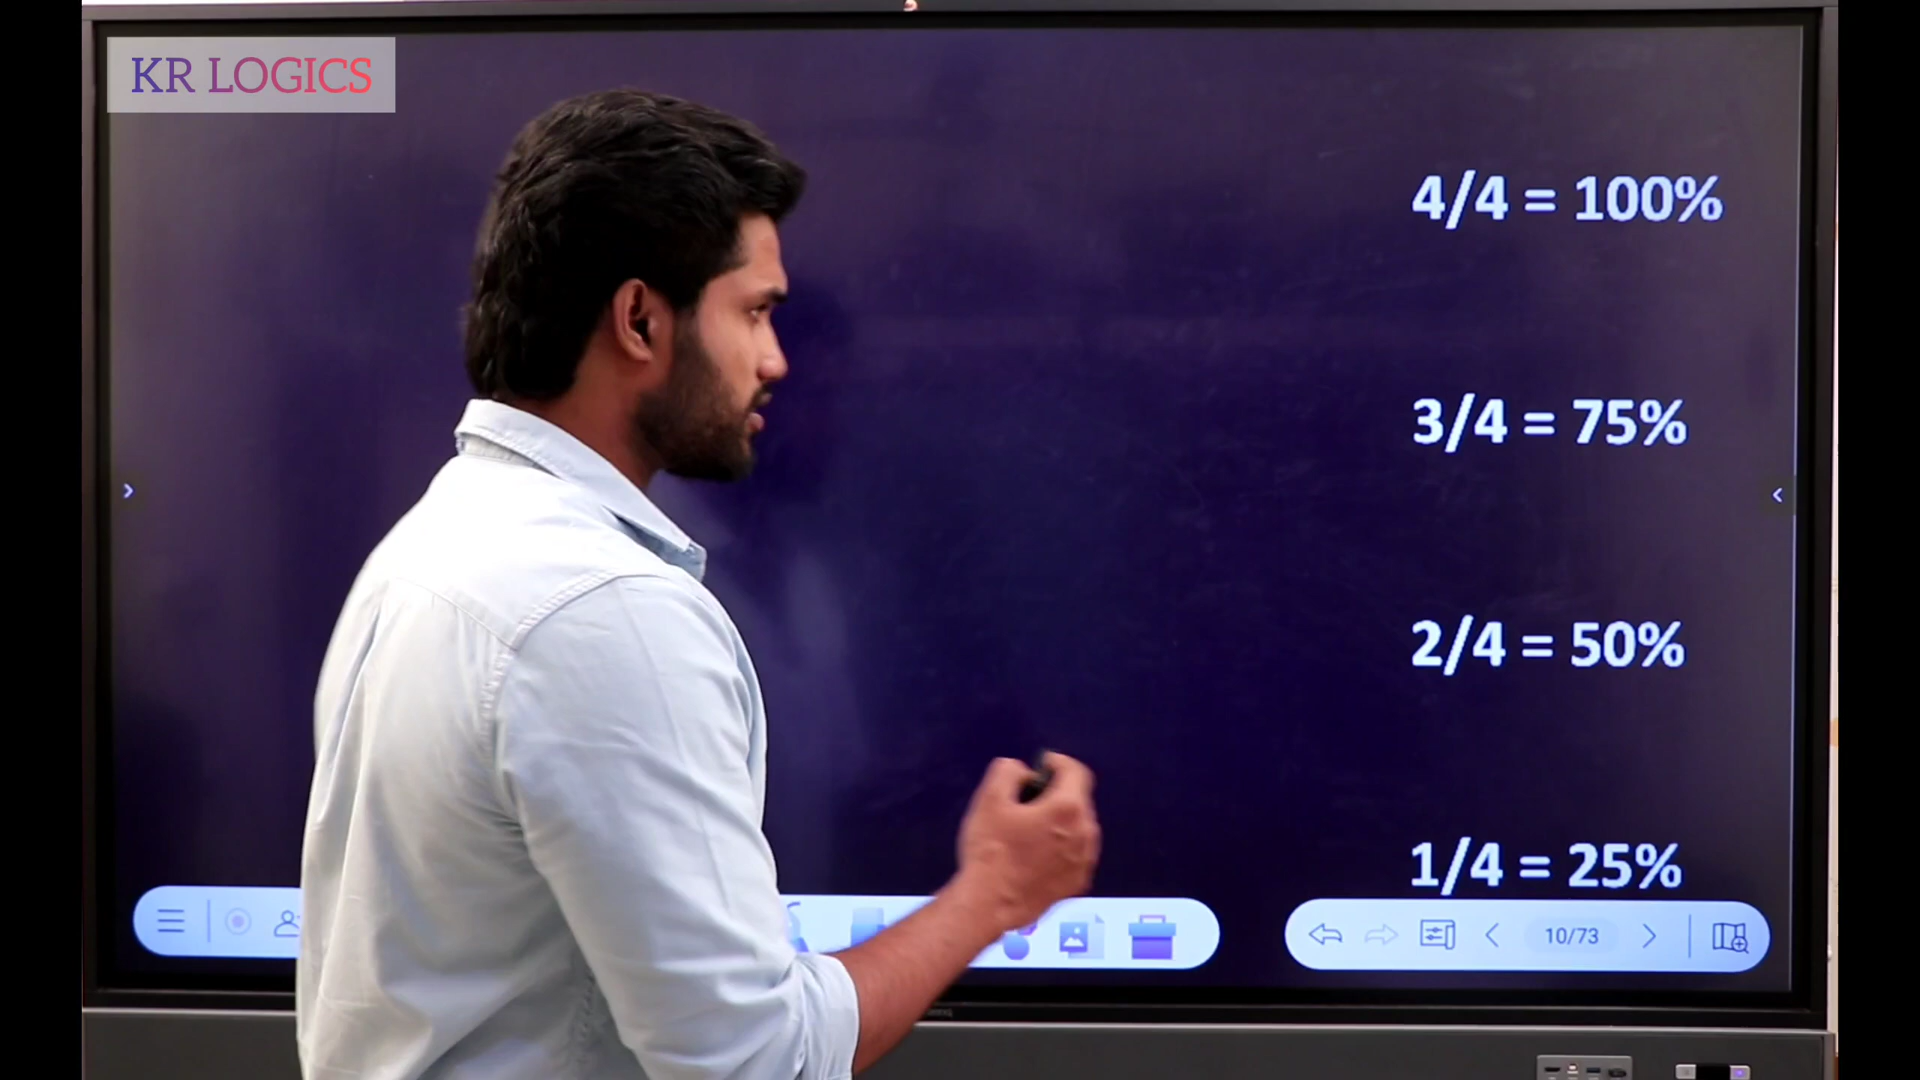 KR LOGICS
4/4 = 100%
3/4 = 75%
2/4 = 50%
1/4 = 25%
10/73